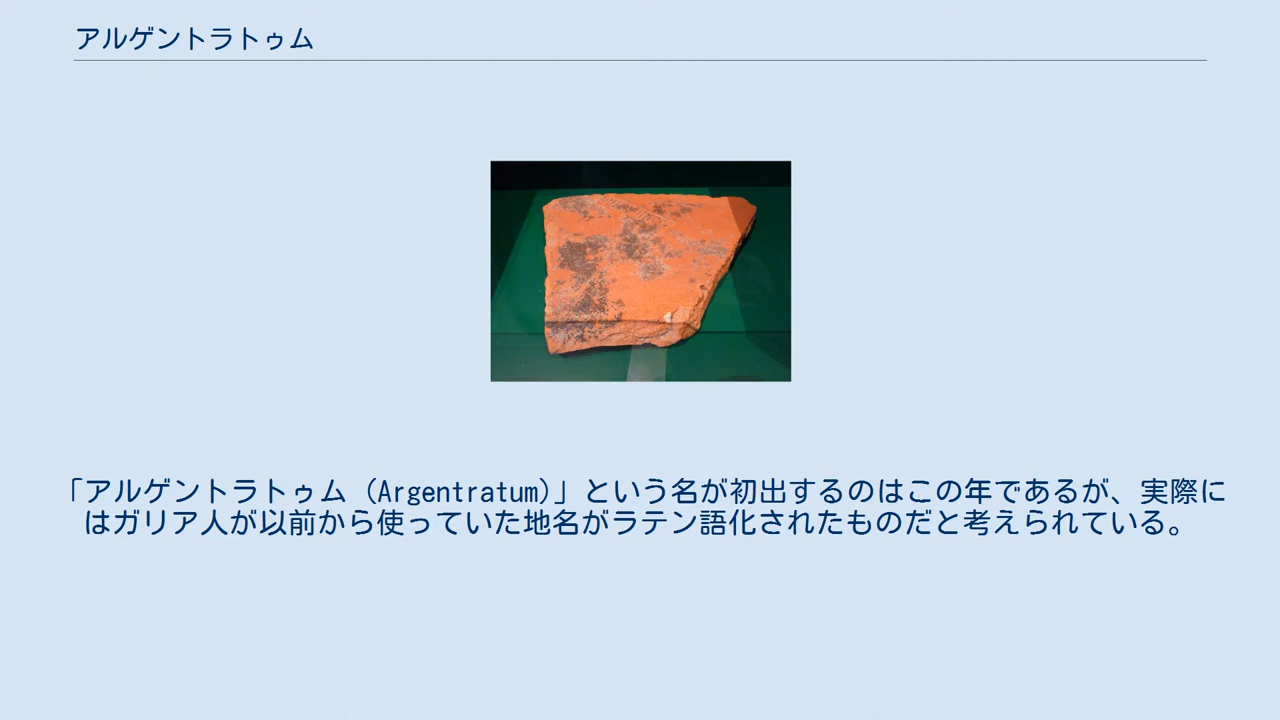 アルゲントラトゥム
「アルゲントラトゥム（Argentratum)」という名が初出するのはこの年であるが、実際に
はガリア人が以前から使っていた地名がラテン語化されたものだと考えられている。